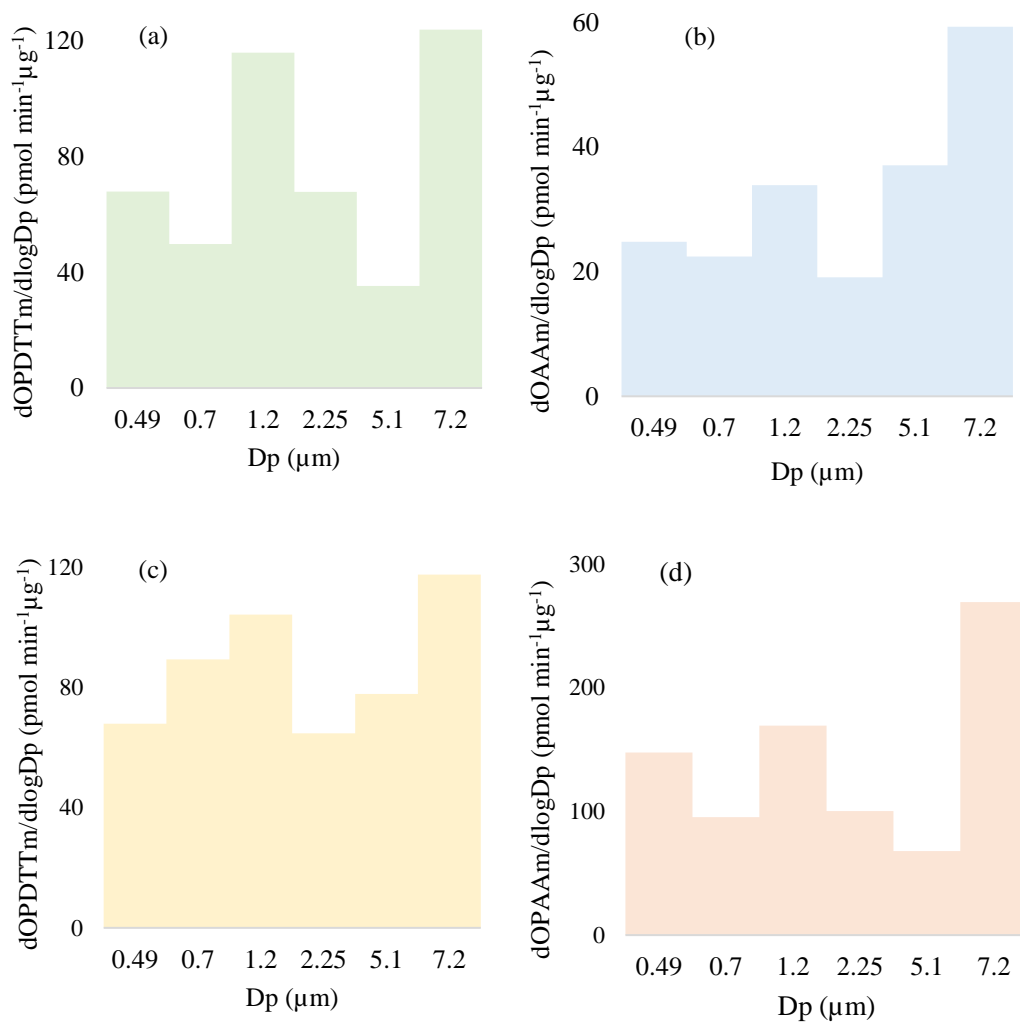 (a)
dOPDTTm/dlogDp (pmol min⁻¹µg⁻¹)
120
80
40
0
0.49 0.7 1.2 2.25 5.1 7.2
Dp (µm)
(b)
dOAAm/dlogDp (pmol min⁻¹µg⁻¹)
60
40
20
0
0.49 0.7 1.2 2.25 5.1 7.2
Dp (µm)
(c)
dOPDTTm/dlogDp (pmol min⁻¹µg⁻¹)
120
80
40
0
0.49 0.7 1.2 2.25 5.1 7.2
Dp (µm)
(d)
dOPAAm/dlogDp (pmol min⁻¹µg⁻¹)
300
200
100
0
0.49 0.7 1.2 2.25 5.1 7.2
Dp (µm)